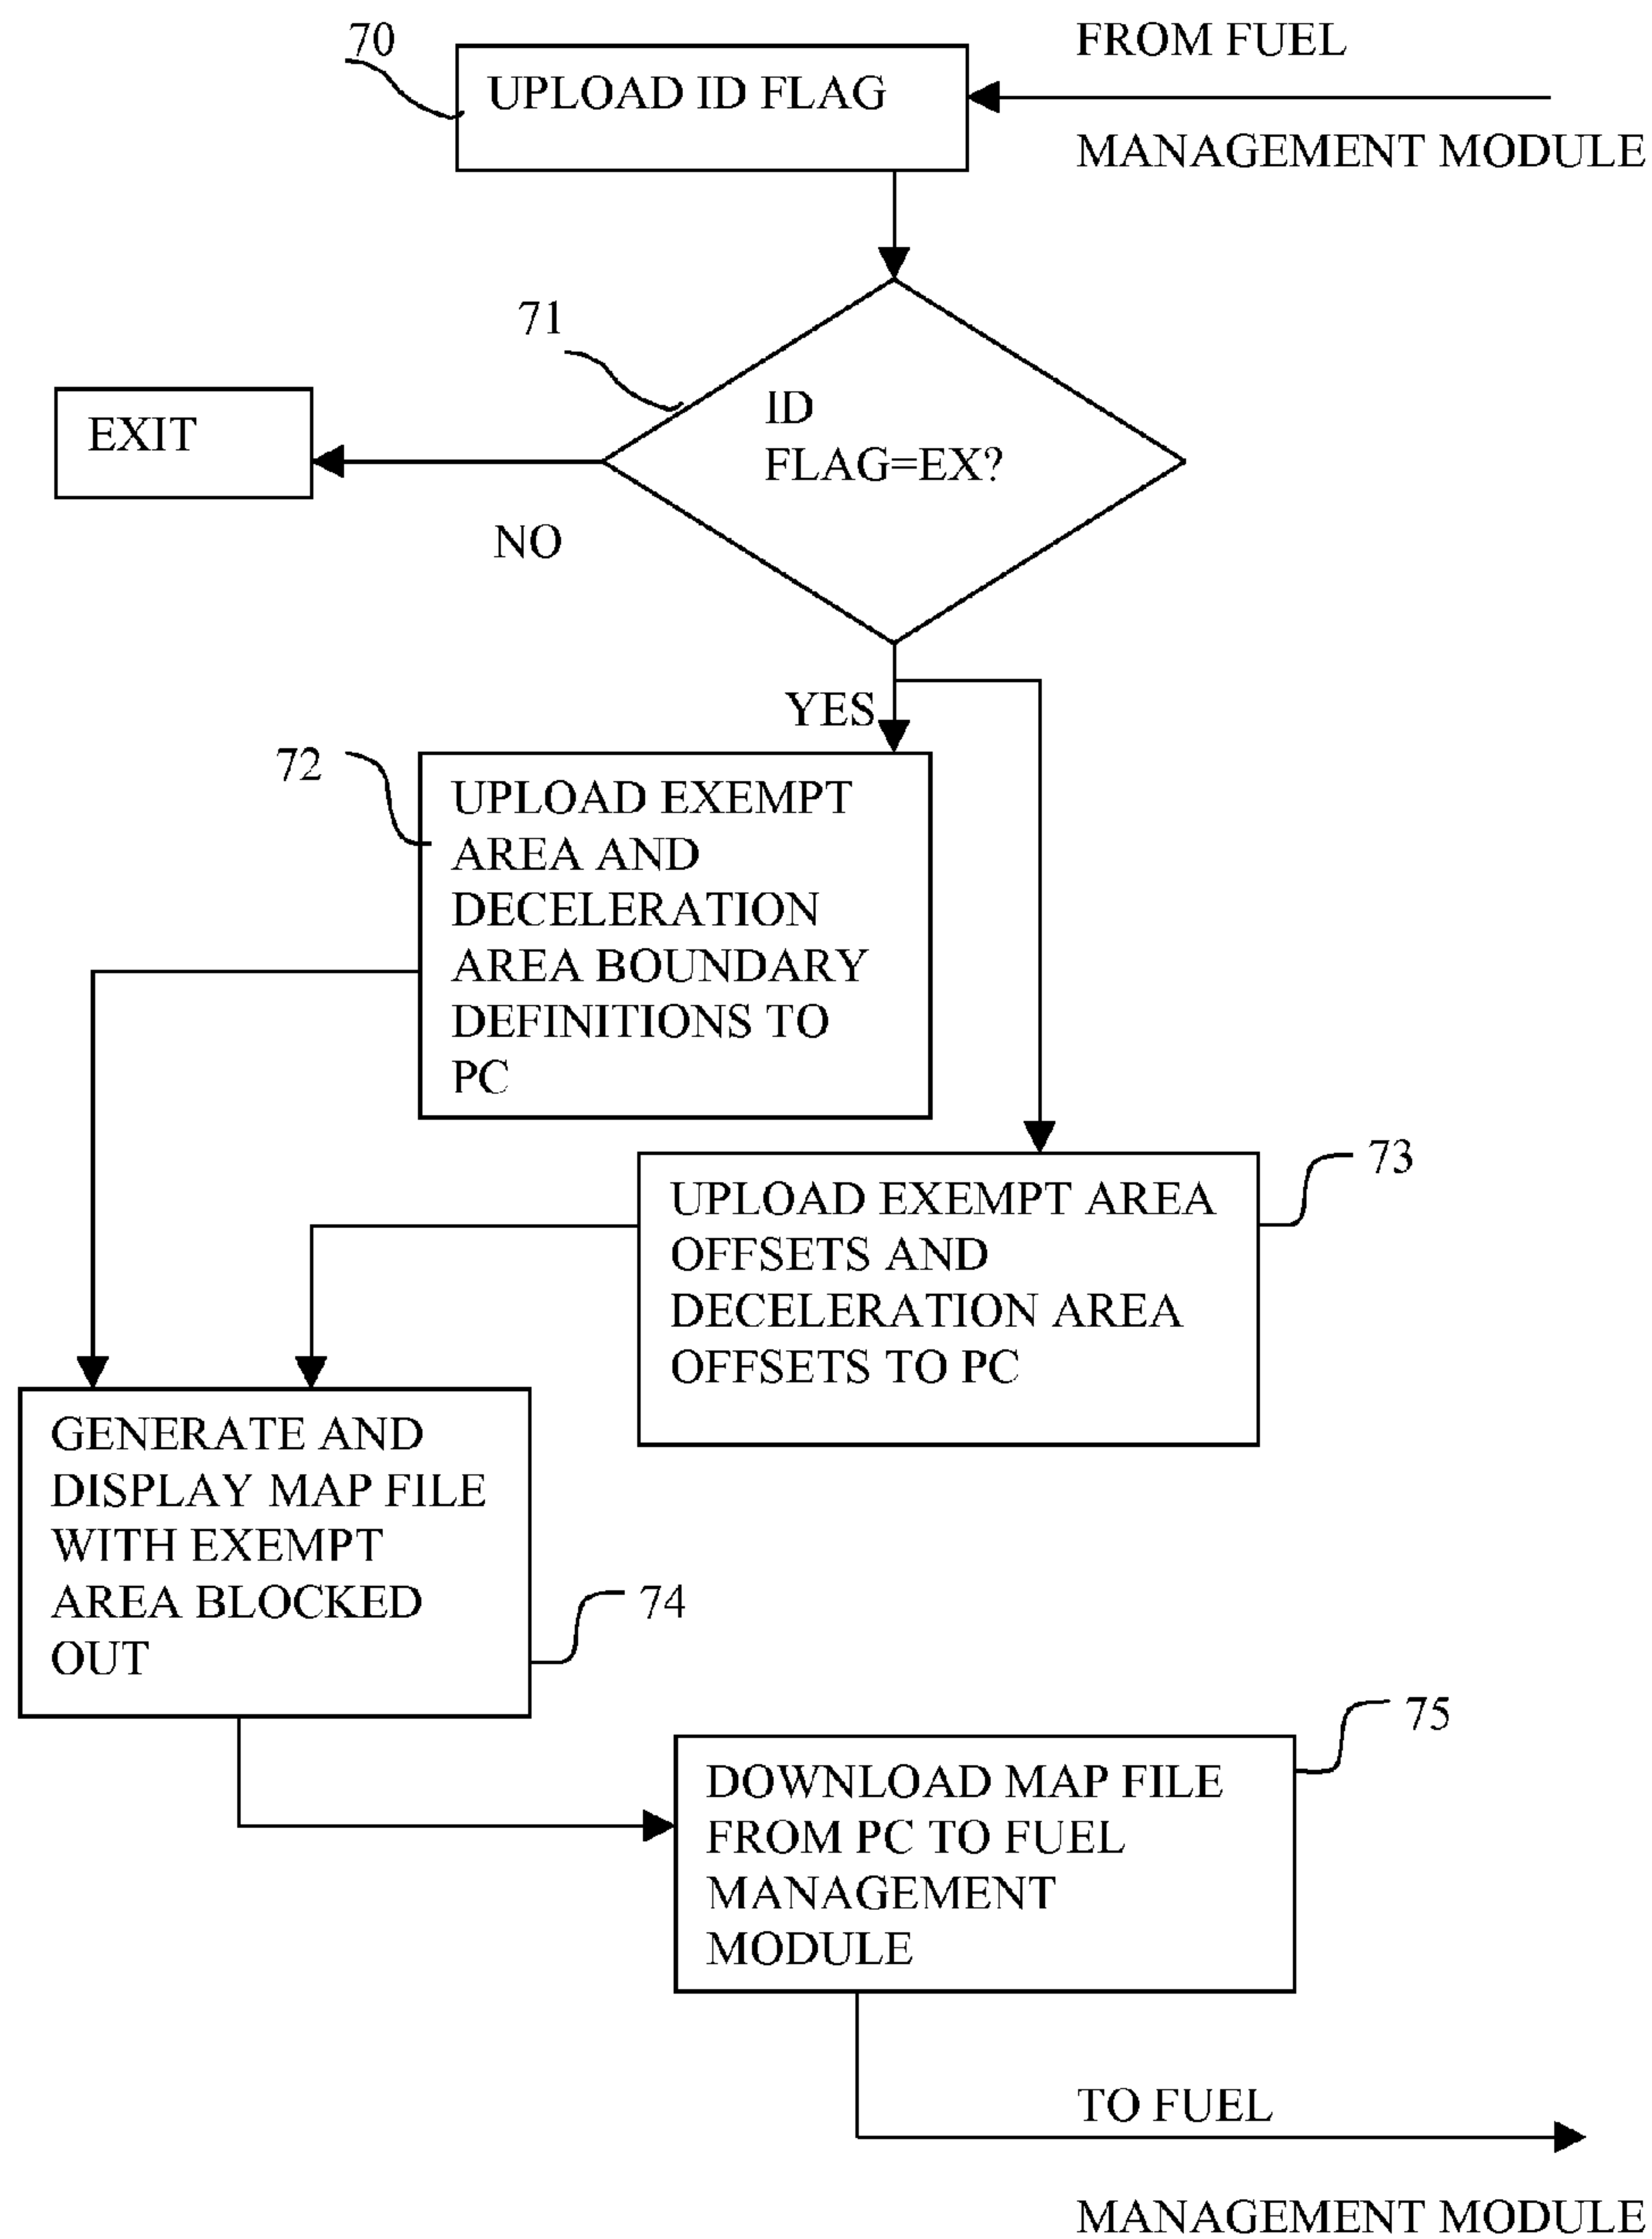 70
UPLOAD ID FLAG
FROM FUEL
MANAGEMENT MODULE
71
ID
FLAG=EX?
EXIT
NO
YES
72
UPLOAD EXEMPT
AREA AND
DECELERATION
AREA BOUNDARY
DEFINITIONS TO
PC
73
UPLOAD EXEMPT AREA
OFFSETS AND
DECELERATION AREA
OFFSETS TO PC
GENERATE AND
DISPLAY MAP FILE
WITH EXEMPT
AREA BLOCKED
OUT
74
75
DOWNLOAD MAP FILE
FROM PC TO FUEL
MANAGEMENT
MODULE
TO FUEL
MANAGEMENT MODULE